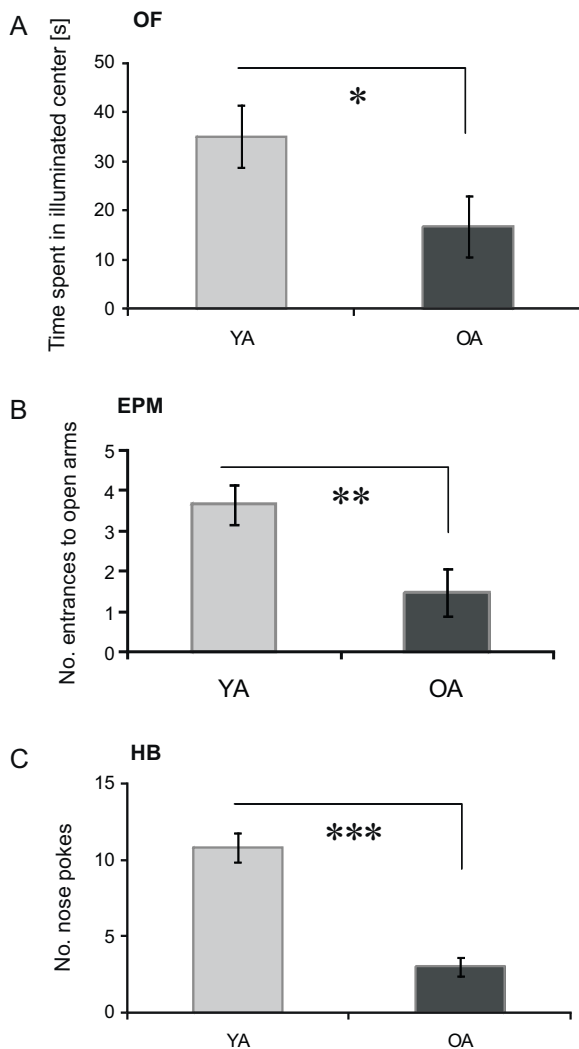 A OF
Time spent in illuminated center [s]
50
40
30
20
10
0
*
YA OA
B EPM
No. entrances to open arms
5
4
3
2
1
0
**
YA OA
C HB
No. nose pokes
15
10
5
0
***
YA OA